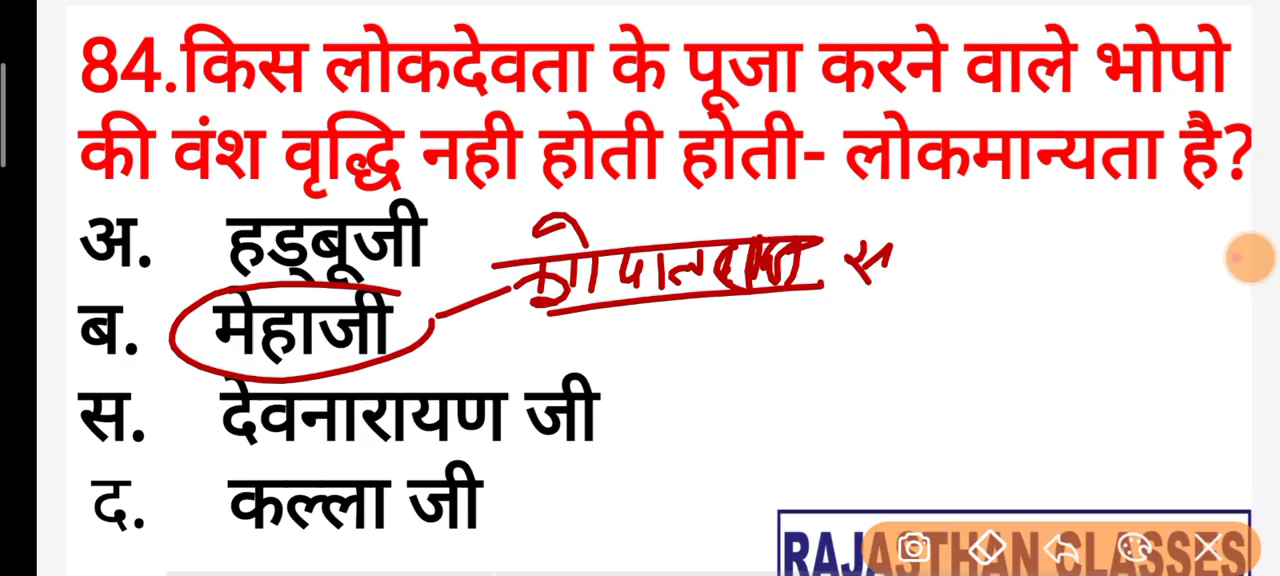 84.किस लोकदेवता के पूजा करने वाले भोपो
की वंश वृद्धि नही होती होती- लोकमान्यता है?
अ. हड्बूजी
ब. मेहाजी
स. देवनारायण जी
द. कल्ला जी
RAJASTHAN CLASSES